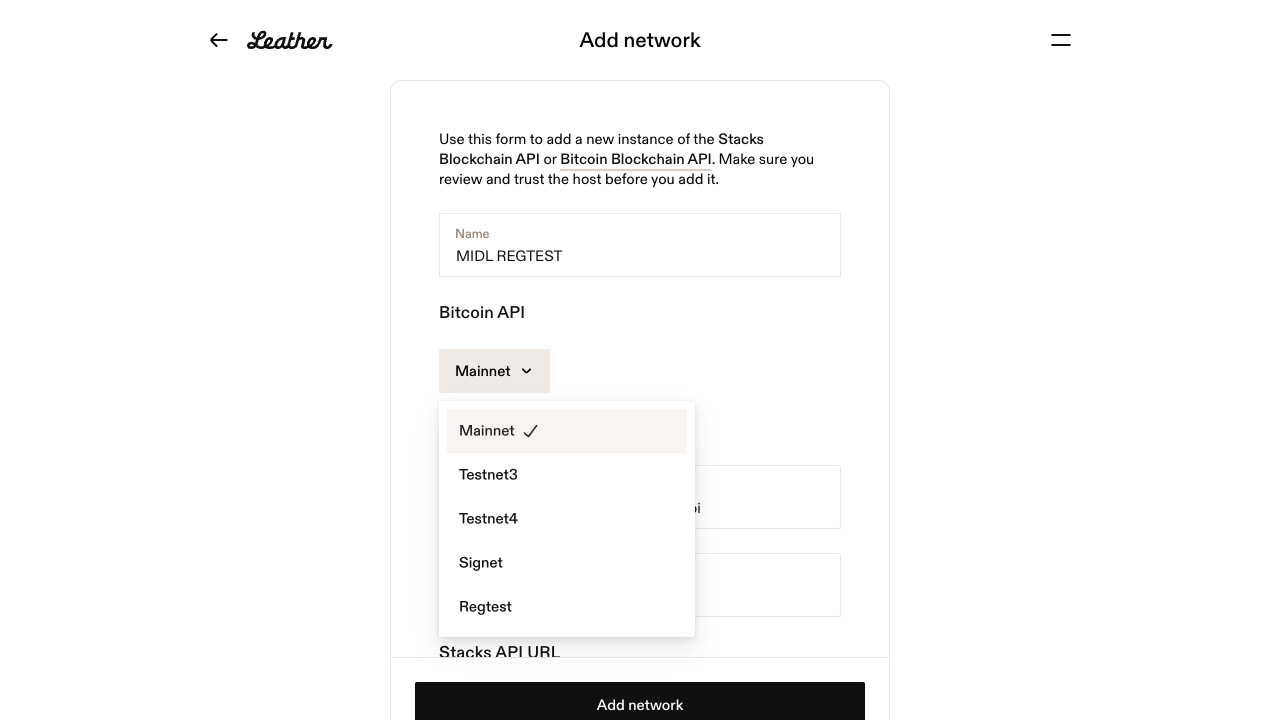 Leather
Add network
Use this form to add a new instance of the Stacks
Blockchain API or Bitcoin Blockchain API. Make sure you
review and trust the host before you add it.
Name
MIDL REGTEST
Bitcoin API
Mainnet
Mainnet
Testnet3
Testnet4
Signet
Regtest
Stacks API URL
Add network